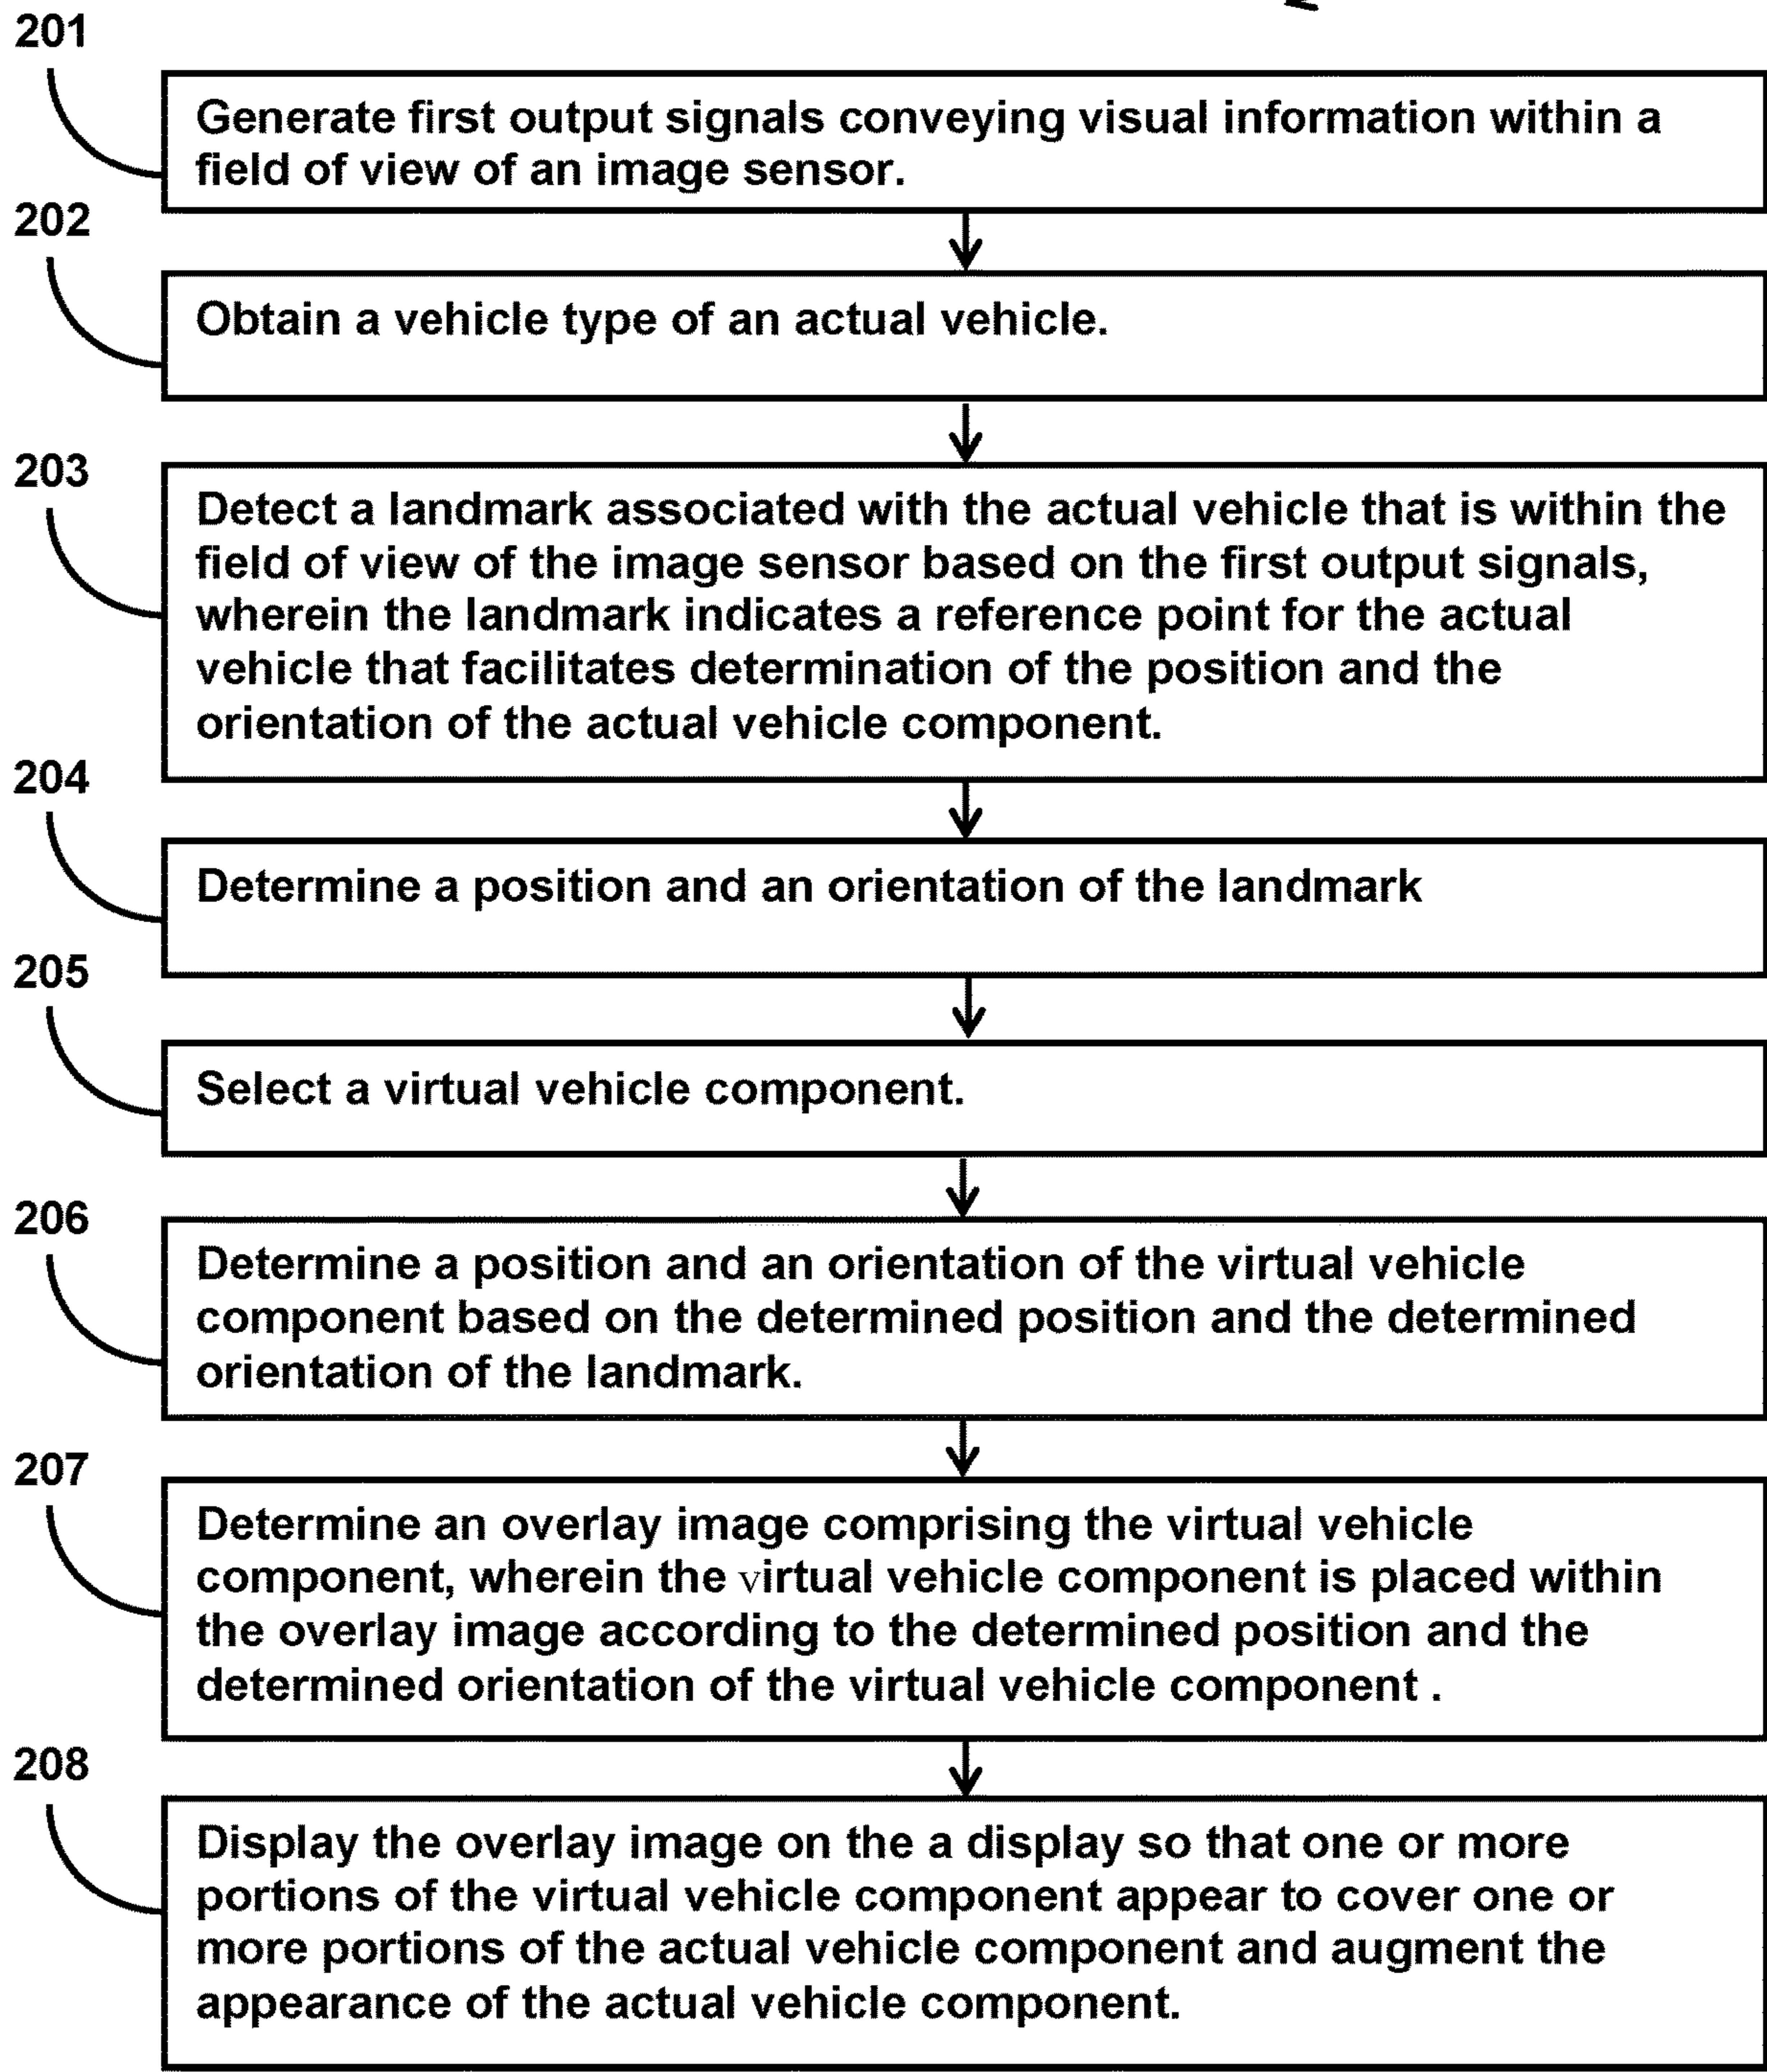 201
Generate first output signals conveying visual information within a
field of view of an image sensor.
202
Obtain a vehicle type of an actual vehicle.
203
Detect a landmark associated with the actual vehicle that is within the
field of view of the image sensor based on the first output signals,
wherein the landmark indicates a reference point for the actual
vehicle that facilitates determination of the position and the
orientation of the actual vehicle component.
204
Determine a position and an orientation of the landmark
205
Select a virtual vehicle component.
206
Determine a position and an orientation of the virtual vehicle
component based on the determined position and the determined
orientation of the landmark.
207
Determine an overlay image comprising the virtual vehicle
component, wherein the virtual vehicle component is placed within
the overlay image according to the determined position and the
determined orientation of the virtual vehicle component .
208
Display the overlay image on the a display so that one or more
portions of the virtual vehicle component appear to cover one or
more portions of the actual vehicle component and augment the
appearance of the actual vehicle component.